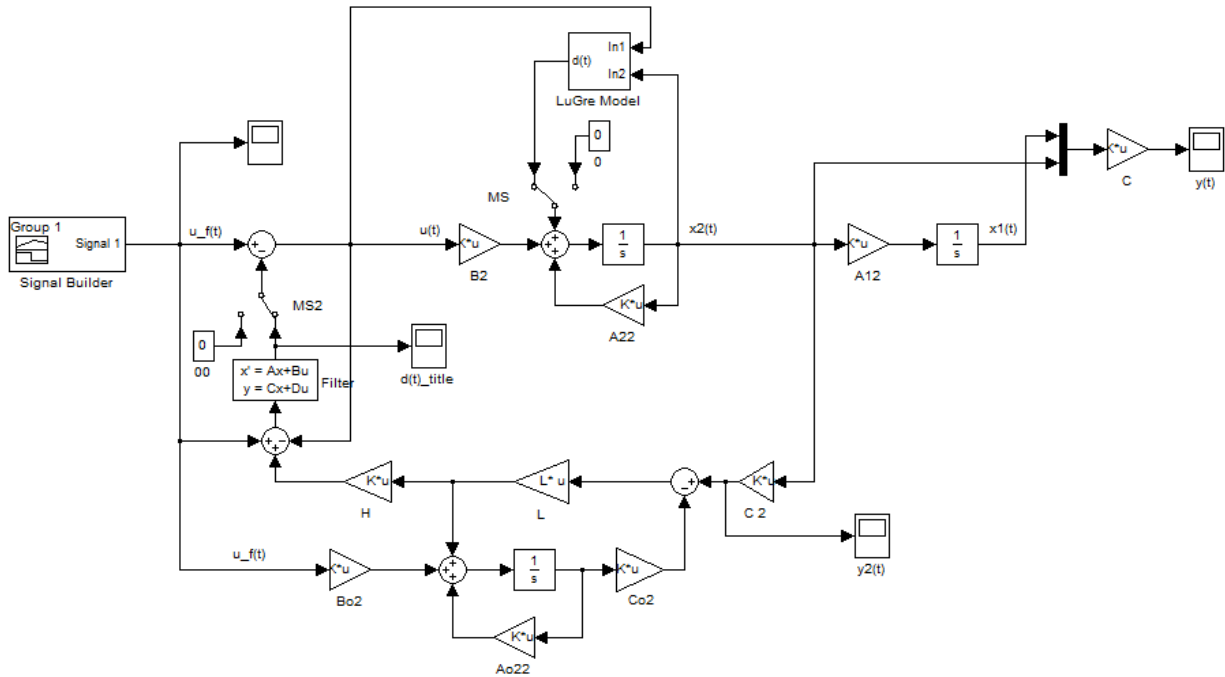 In1
d(t)
In2
LuGre Model
0
0
MS
K*u
C
y(t)
Group 1
Signal 1
Signal Builder
u_f(t)
+
−
u(t)
K*u
B2
+
+
+
1
s
x2(t)
K*u
A12
1
s
x1(t)
K*u
A22
MS2
0
00
x' = Ax+Bu
y = Cx+Du
Filter
d(t)_title
+
−
+
K*u
H
L* u
L
−
+
K*u
C 2
y2(t)
u_f(t)
K*u
Bo2
+
+
+
1
s
K*u
Co2
K*u
Ao22